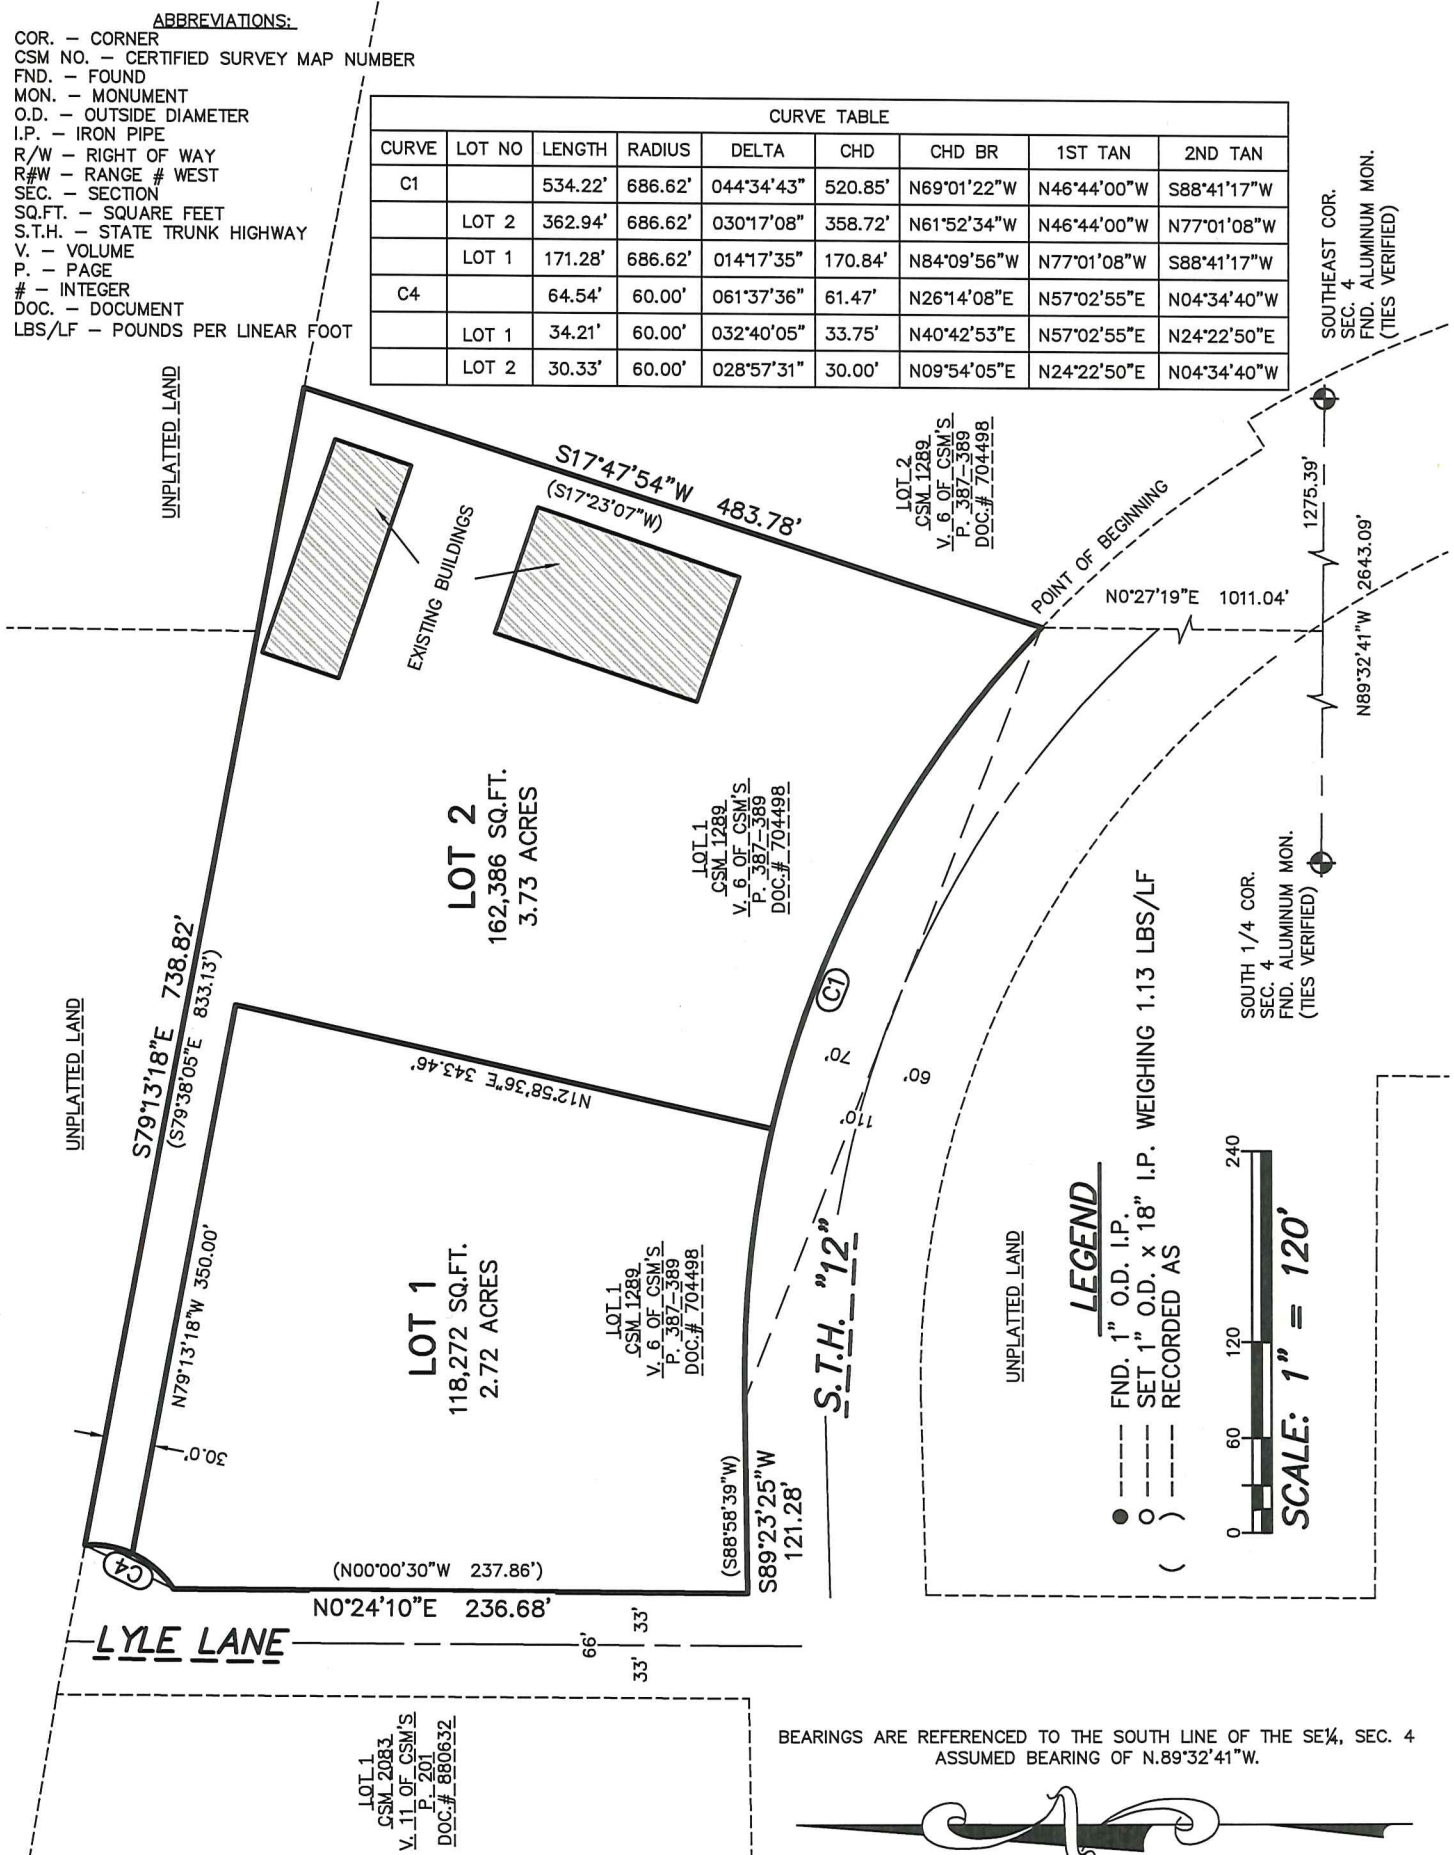 ABBREVIATIONS:
COR. – CORNER
CSM NO. – CERTIFIED SURVEY MAP NUMBER
FND. – FOUND
MON. – MONUMENT
O.D. – OUTSIDE DIAMETER
I.P. – IRON PIPE
R/W – RIGHT OF WAY
R#W – RANGE # WEST
SEC. – SECTION
SQ.FT. – SQUARE FEET
S.T.H. – STATE TRUNK HIGHWAY
V. – VOLUME
P. – PAGE
# – INTEGER
DOC. – DOCUMENT
LBS/LF – POUNDS PER LINEAR FOOT
CURVE TABLE
CURVE LOT NO LENGTH RADIUS DELTA CHD CHD BR 1ST TAN 2ND TAN
C1 534.22' 686.62' 044°34'43" 520.85' N69°01'22"W N46°44'00"W S88°41'17"W
LOT 2 362.94' 686.62' 030°17'08" 358.72' N61°52'34"W N46°44'00"W N77°01'08"W
LOT 1 171.28' 686.62' 014°17'35" 170.84' N84°09'56"W N77°01'08"W S88°41'17"W
C4 64.54' 60.00' 061°37'36" 61.47' N26°14'08"E N57°02'55"E N04°34'40"W
LOT 1 34.21' 60.00' 032°40'05" 33.75' N40°42'53"E N57°02'55"E N24°22'50"E
LOT 2 30.33' 60.00' 028°57'31" 30.00' N09°54'05"E N24°22'50"E N04°34'40"W
SOUTHEAST COR.
SEC. 4
FND. ALUMINUM MON.
(TIES VERIFIED)
UNPLATTED LAND
S17°47'54"W 483.78'
(S17°23'07"W)
EXISTING BUILDINGS
LOT 2
CSM 1289
V. 6 OF CSM'S
P. 387–389
DOC.# 704498
POINT OF BEGINNING
N0°27'19"E 1011.04'
1275.39'
N89°32'41"W 2643.09'
LOT 2
162,386 SQ.FT.
3.73 ACRES
LOT 1
CSM 1289
V. 6 OF CSM'S
P. 387–389
DOC.# 704498
S79°13'18"E 738.82'
(S79°38'05"E 833.13')
UNPLATTED LAND
N12°58'36"E 343.46'
C1
70'
60'
110'
SOUTH 1/4 COR.
SEC. 4
FND. ALUMINUM MON.
(TIES VERIFIED)
N79°13'18"W 350.00'
30.0'
LOT 1
118,272 SQ.FT.
2.72 ACRES
LOT 1
CSM 1289
V. 6 OF CSM'S
P. 387–389
DOC.# 704498
S.T.H. "12"
UNPLATTED LAND
LEGEND
FND. 1" O.D. I.P.
SET 1" O.D. x 18" I.P. WEIGHING 1.13 LBS/LF
( ) RECORDED AS
0 60 120 240
SCALE: 1" = 120'
C4
(N00°00'30"W 237.86')
N0°24'10"E 236.68'
(S88°58'39"W)
S89°23'25"W
121.28'
LYLE LANE
66'
33'
33'
LOT 1
CSM 2083
V. 11 OF CSM'S
P. 201
DOC.# 880632
BEARINGS ARE REFERENCED TO THE SOUTH LINE OF THE SE¼, SEC. 4
ASSUMED BEARING OF N.89°32'41"W.
N